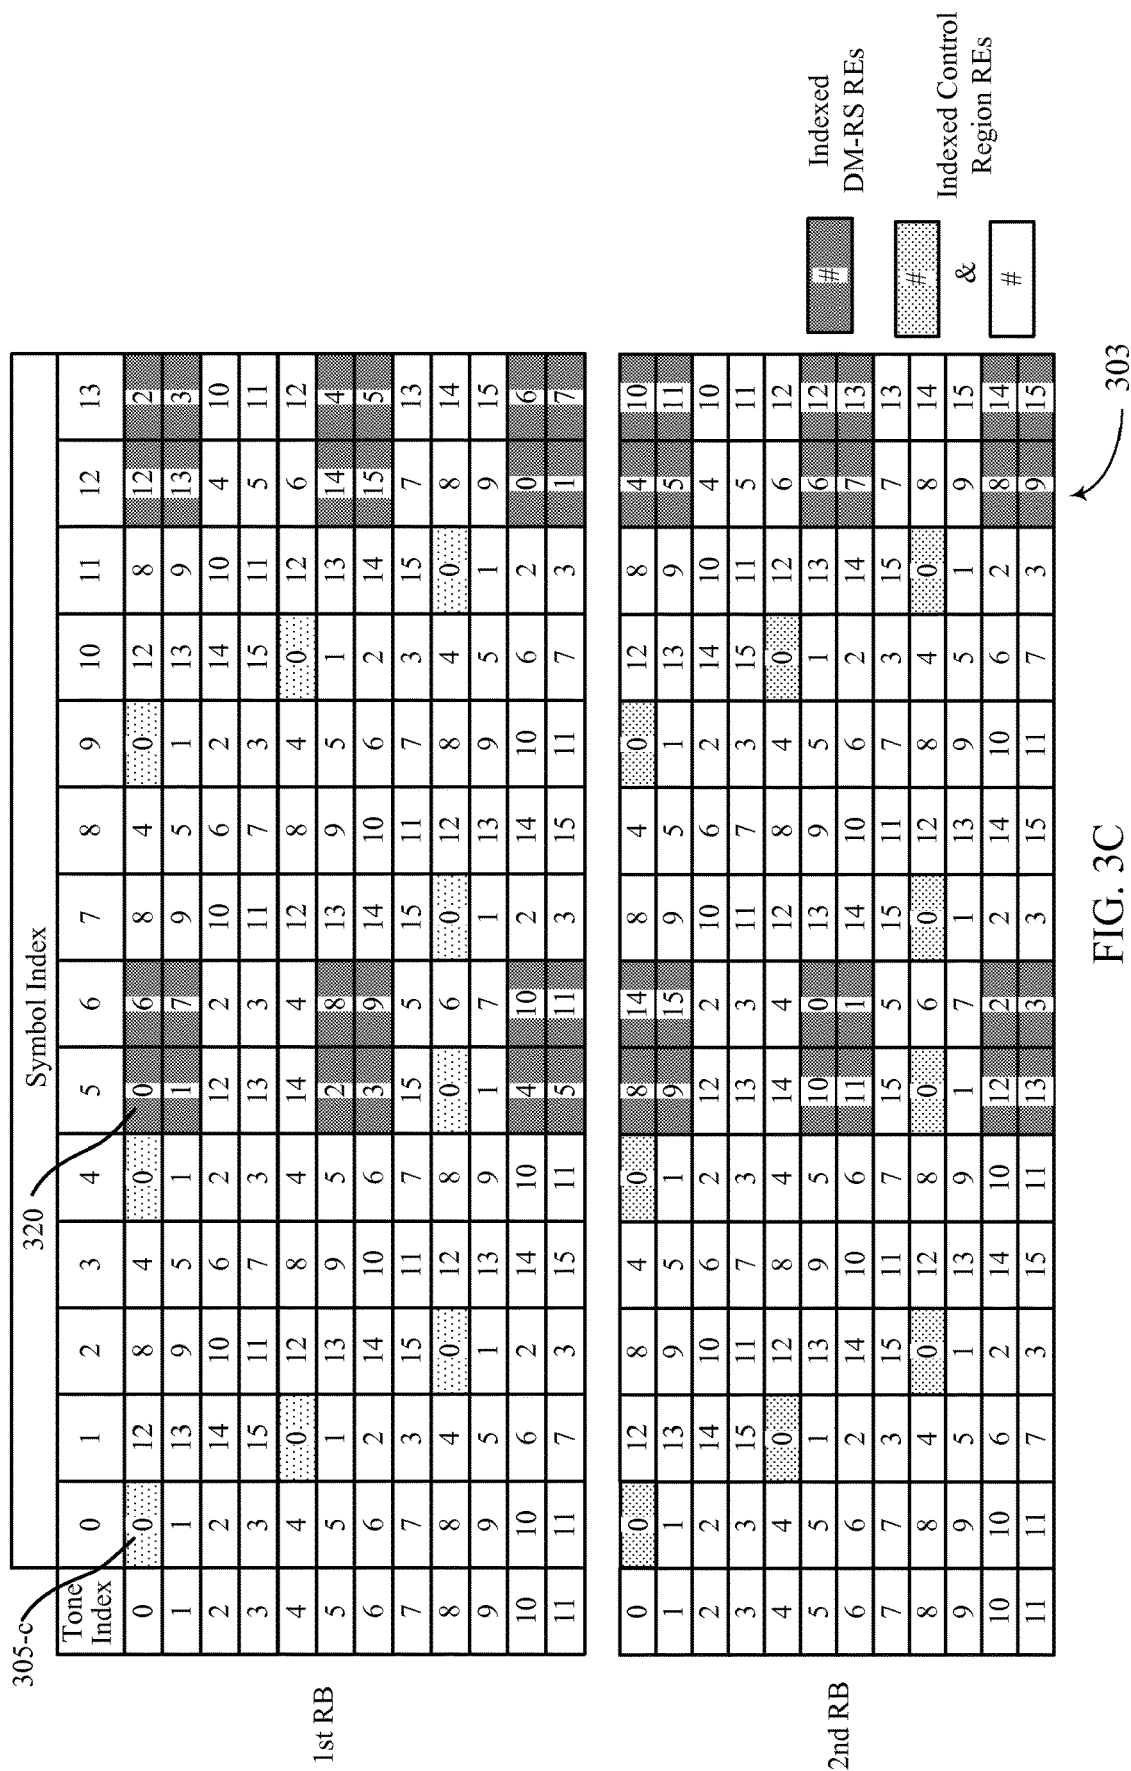 305-c
320
Symbol Index
Tone Index 0 1 2 3 4 5 6 7 8 9 10 11 12 13
1st RB
0 0 12 8 4 0 0 6 8 4 0 12 8 12 2
1 1 13 9 5 1 1 7 9 5 1 13 9 13 3
2 2 14 10 6 2 12 2 10 6 2 14 10 4 10
3 3 15 11 7 3 13 3 11 7 3 15 11 5 11
4 4 0 12 8 4 14 4 12 8 4 0 12 6 12
5 5 1 13 9 5 2 8 13 9 5 1 13 14 4
6 6 2 14 10 6 3 9 14 10 6 2 14 15 5
7 7 3 15 11 7 15 5 15 11 7 3 15 7 13
8 8 4 0 12 8 0 6 0 12 8 4 0 8 14
9 9 5 1 13 9 1 7 1 13 9 5 1 9 15
10 10 6 2 14 10 4 10 2 14 10 6 2 0 6
11 11 7 3 15 11 5 11 3 15 11 7 3 1 7
2nd RB
0 0 12 8 4 0 8 14 8 4 0 12 8 4 10
1 1 13 9 5 1 9 15 9 5 1 13 9 5 11
2 2 14 10 6 2 12 2 10 6 2 14 10 4 10
3 3 15 11 7 3 13 3 11 7 3 15 11 5 11
4 4 0 12 8 4 14 4 12 8 4 0 12 6 12
5 5 1 13 9 5 10 0 13 9 5 1 13 6 12
6 6 2 14 10 6 11 1 14 10 6 2 14 7 13
7 7 3 15 11 7 15 5 15 11 7 3 15 7 13
8 8 4 0 12 8 0 6 0 12 8 4 0 8 14
9 9 5 1 13 9 1 7 1 13 9 5 1 9 15
10 10 6 2 14 10 12 2 2 14 10 6 2 8 14
11 11 7 3 15 11 13 3 3 15 11 7 3 9 15
303
# Indexed
DM-RS REs
# & #
Indexed Control
Region REs
FIG. 3C